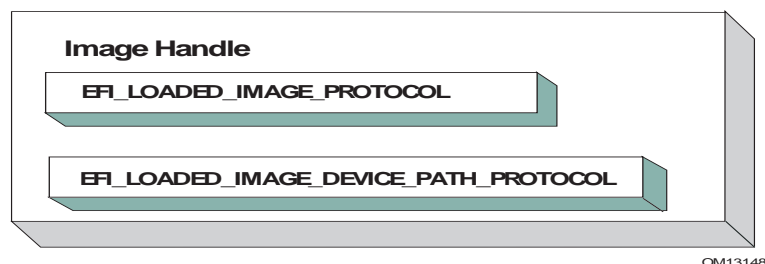 Image Handle
EFI_LOADED_IMAGE_PROTOCOL
EFI_LOADED_IMAGE_DEVICE_PATH_PROTOCOL
OM13148